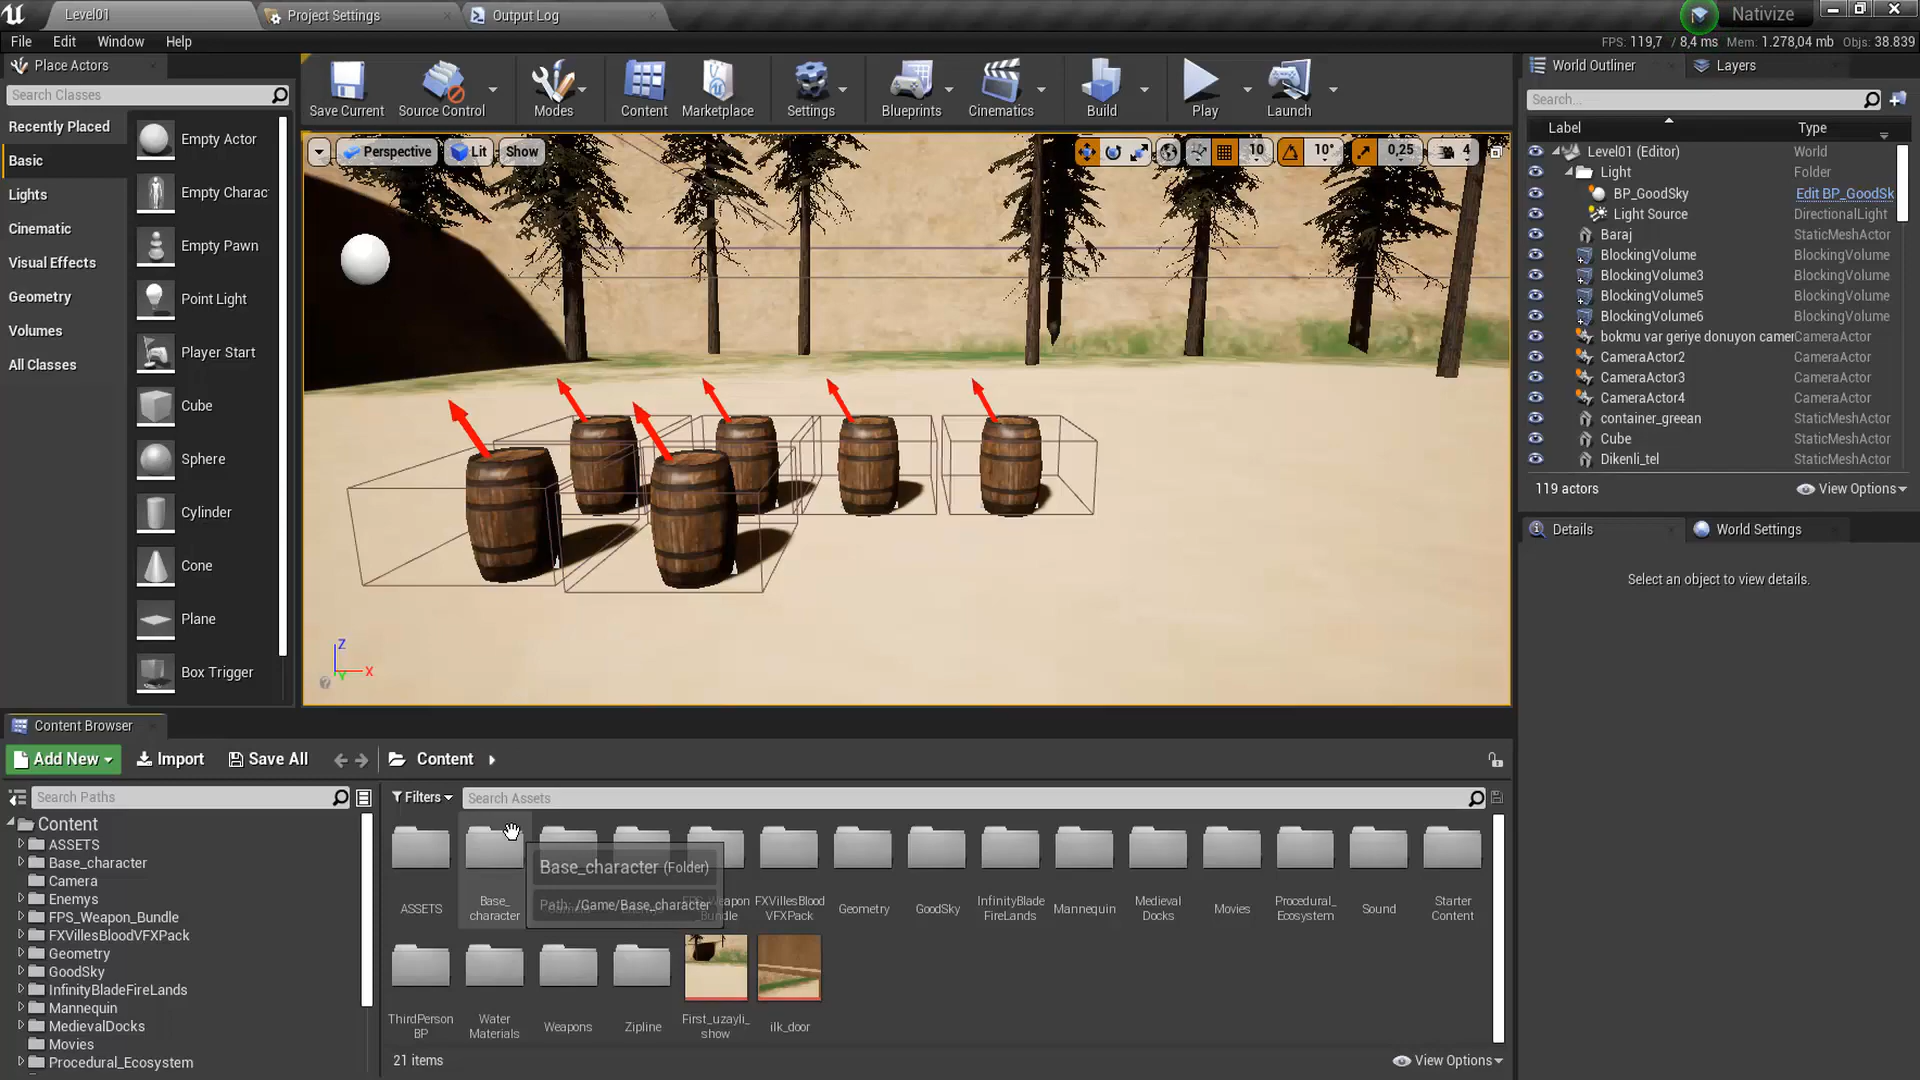 Level01
Project Settings
Output Log
Nativize
File Edit Window Help
FPS: 119,7 / 8,4 ms Mem: 1.278,04 mb Objs: 38.839
Place Actors
Search Classes
Recently Placed
Basic
Lights
Cinematic
Visual Effects
Geometry
Volumes
All Classes
Empty Actor
Empty Charac
Empty Pawn
Point Light
Player Start
Cube
Sphere
Cylinder
Cone
Plane
Box Trigger
Save Current
Source Control
Modes
Content
Marketplace
Settings
Blueprints
Cinematics
Build
Play
Launch
Perspective
Lit
Show
10
10°
0,25
4
Z
X
Y
World Outliner
Layers
Search...
Label Type
Level01 (Editor) World
Light Folder
BP_GoodSky Edit BP_GoodSk
Light Source DirectionalLight
Baraj StaticMeshActor
BlockingVolume BlockingVolume
BlockingVolume3 BlockingVolume
BlockingVolume5 BlockingVolume
BlockingVolume6 BlockingVolume
bokmu var geriye donuyon camer CameraActor
CameraActor2 CameraActor
CameraActor3 CameraActor
CameraActor4 CameraActor
container_greean StaticMeshActor
Cube StaticMeshActor
Dikenli_tel StaticMeshActor
119 actors
View Options
Details
World Settings
Select an object to view details.
Content Browser
Add New
Import
Save All
Content
Search Paths
Filters
Search Assets
Content
ASSETS
Base_character
Camera
Enemys
FPS_Weapon_Bundle
FXVillesBloodVFXPack
Geometry
GoodSky
InfinityBladeFireLands
Mannequin
MedievalDocks
Movies
Procedural_Ecosystem
ASSETS
Base_
character
Base_character (Folder)
Path: /Game/Base_character
FXVillesBlood
VFXPack
Geometry
GoodSky
InfinityBlade
FireLands
Mannequin
Medieval
Docks
Movies
Procedural_
Ecosystem
Sound
Starter
Content
ThirdPerson
BP
Water
Materials
Weapons
Zipline
First_uzayli_
show
ilk_door
21 items
View Options